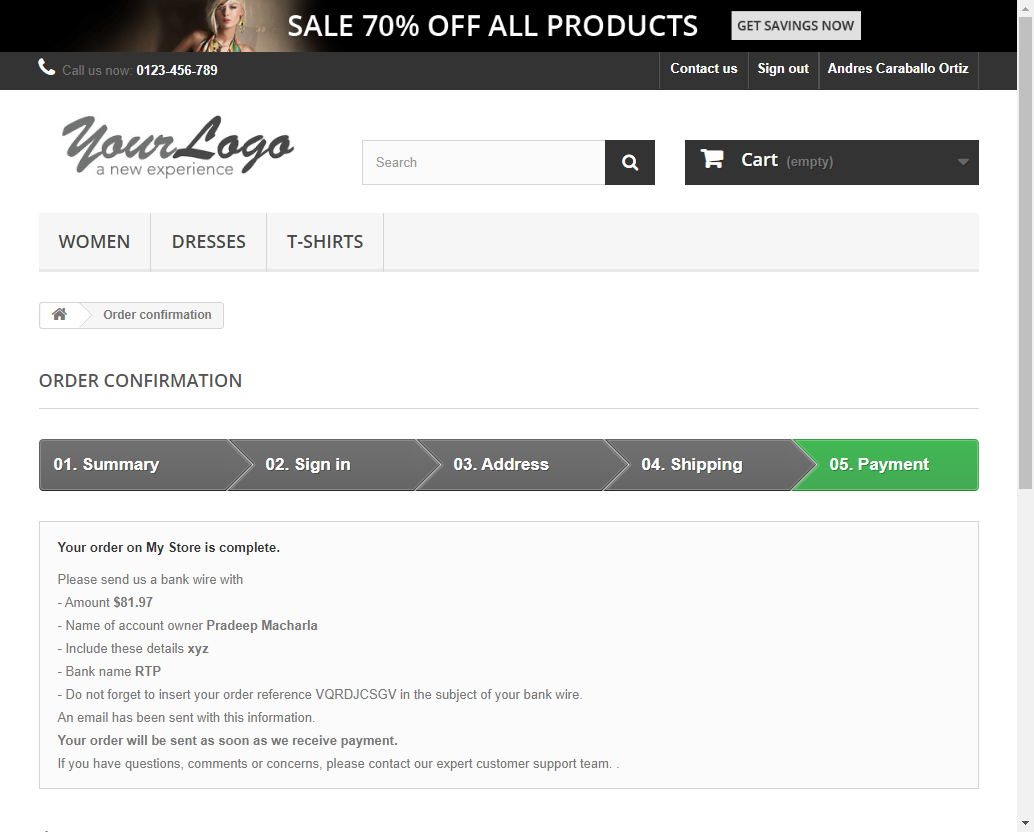 SALE 70% OFF ALL PRODUCTS GET SAVINGS NOW
Call us now: 0123-456-789 Contact us Sign out Andres Caraballo Ortiz
YourLogo
a new experience
Search Cart (empty)
WOMEN DRESSES T-SHIRTS
Order confirmation
ORDER CONFIRMATION
01. Summary 02. Sign in 03. Address 04. Shipping 05. Payment
Your order on My Store is complete.
Please send us a bank wire with
- Amount $81.97
- Name of account owner Pradeep Macharla
- Include these details xyz
- Bank name RTP
- Do not forget to insert your order reference VQRDJCSGV in the subject of your bank wire.
An email has been sent with this information.
Your order will be sent as soon as we receive payment.
If you have questions, comments or concerns, please contact our expert customer support team. .